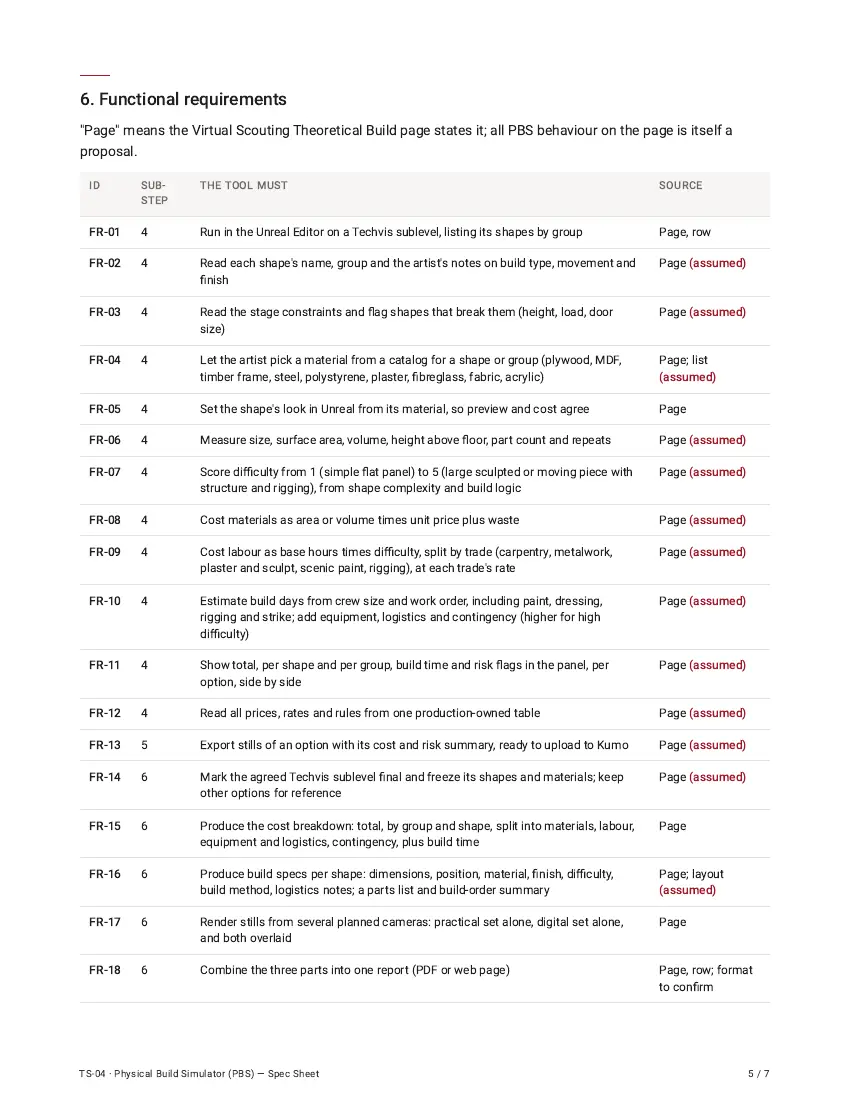 6. Functional requirements
"Page" means the Virtual Scouting Theoretical Build page states it; all PBS behaviour on the page is itself a
proposal.
ID SUB- THE TOOL MUST SOURCE
STEP
FR-01 4 Run in the Unreal Editor on a Techvis sublevel, listing its shapes by group Page, row
FR-02 4 Read each shape's name, group and the artist's notes on build type, movement and Page (assumed)
finish
FR-03 4 Read the stage constraints and flag shapes that break them (height, load, door Page (assumed)
size)
FR-04 4 Let the artist pick a material from a catalog for a shape or group (plywood, MDF, Page; list
timber frame, steel, polystyrene, plaster, fibreglass, fabric, acrylic) (assumed)
FR-05 4 Set the shape's look in Unreal from its material, so preview and cost agree Page
FR-06 4 Measure size, surface area, volume, height above floor, part count and repeats Page (assumed)
FR-07 4 Score difficulty from 1 (simple flat panel) to 5 (large sculpted or moving piece with Page (assumed)
structure and rigging), from shape complexity and build logic
FR-08 4 Cost materials as area or volume times unit price plus waste Page (assumed)
FR-09 4 Cost labour as base hours times difficulty, split by trade (carpentry, metalwork, Page (assumed)
plaster and sculpt, scenic paint, rigging), at each trade's rate
FR-10 4 Estimate build days from crew size and work order, including paint, dressing, Page (assumed)
rigging and strike; add equipment, logistics and contingency (higher for high
difficulty)
FR-11 4 Show total, per shape and per group, build time and risk flags in the panel, per Page (assumed)
option, side by side
FR-12 4 Read all prices, rates and rules from one production-owned table Page (assumed)
FR-13 5 Export stills of an option with its cost and risk summary, ready to upload to Kumo Page (assumed)
FR-14 6 Mark the agreed Techvis sublevel final and freeze its shapes and materials; keep Page (assumed)
other options for reference
FR-15 6 Produce the cost breakdown: total, by group and shape, split into materials, labour, Page
equipment and logistics, contingency, plus build time
FR-16 6 Produce build specs per shape: dimensions, position, material, finish, difficulty, Page; layout
build method, logistics notes; a parts list and build-order summary (assumed)
FR-17 6 Render stills from several planned cameras: practical set alone, digital set alone, Page
and both overlaid
FR-18 6 Combine the three parts into one report (PDF or web page) Page, row; format
to confirm
TS-04 · Physical Build Simulator (PBS) — Spec Sheet 5 / 7